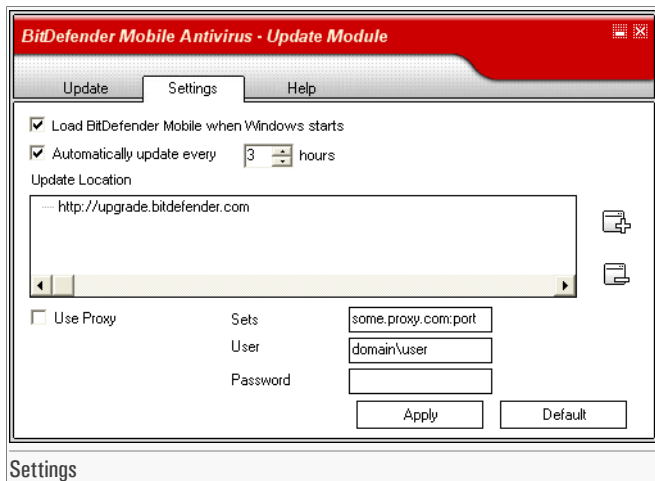 BitDefender Mobile Antivirus - Update Module
Update Settings Help
Load BitDefender Mobile when Windows starts
Automatically update every 3 hours
Update Location
http://upgrade.bitdefender.com
Use Proxy Sets some.proxy.com:port
User domain\user
Password
Apply Default
Settings